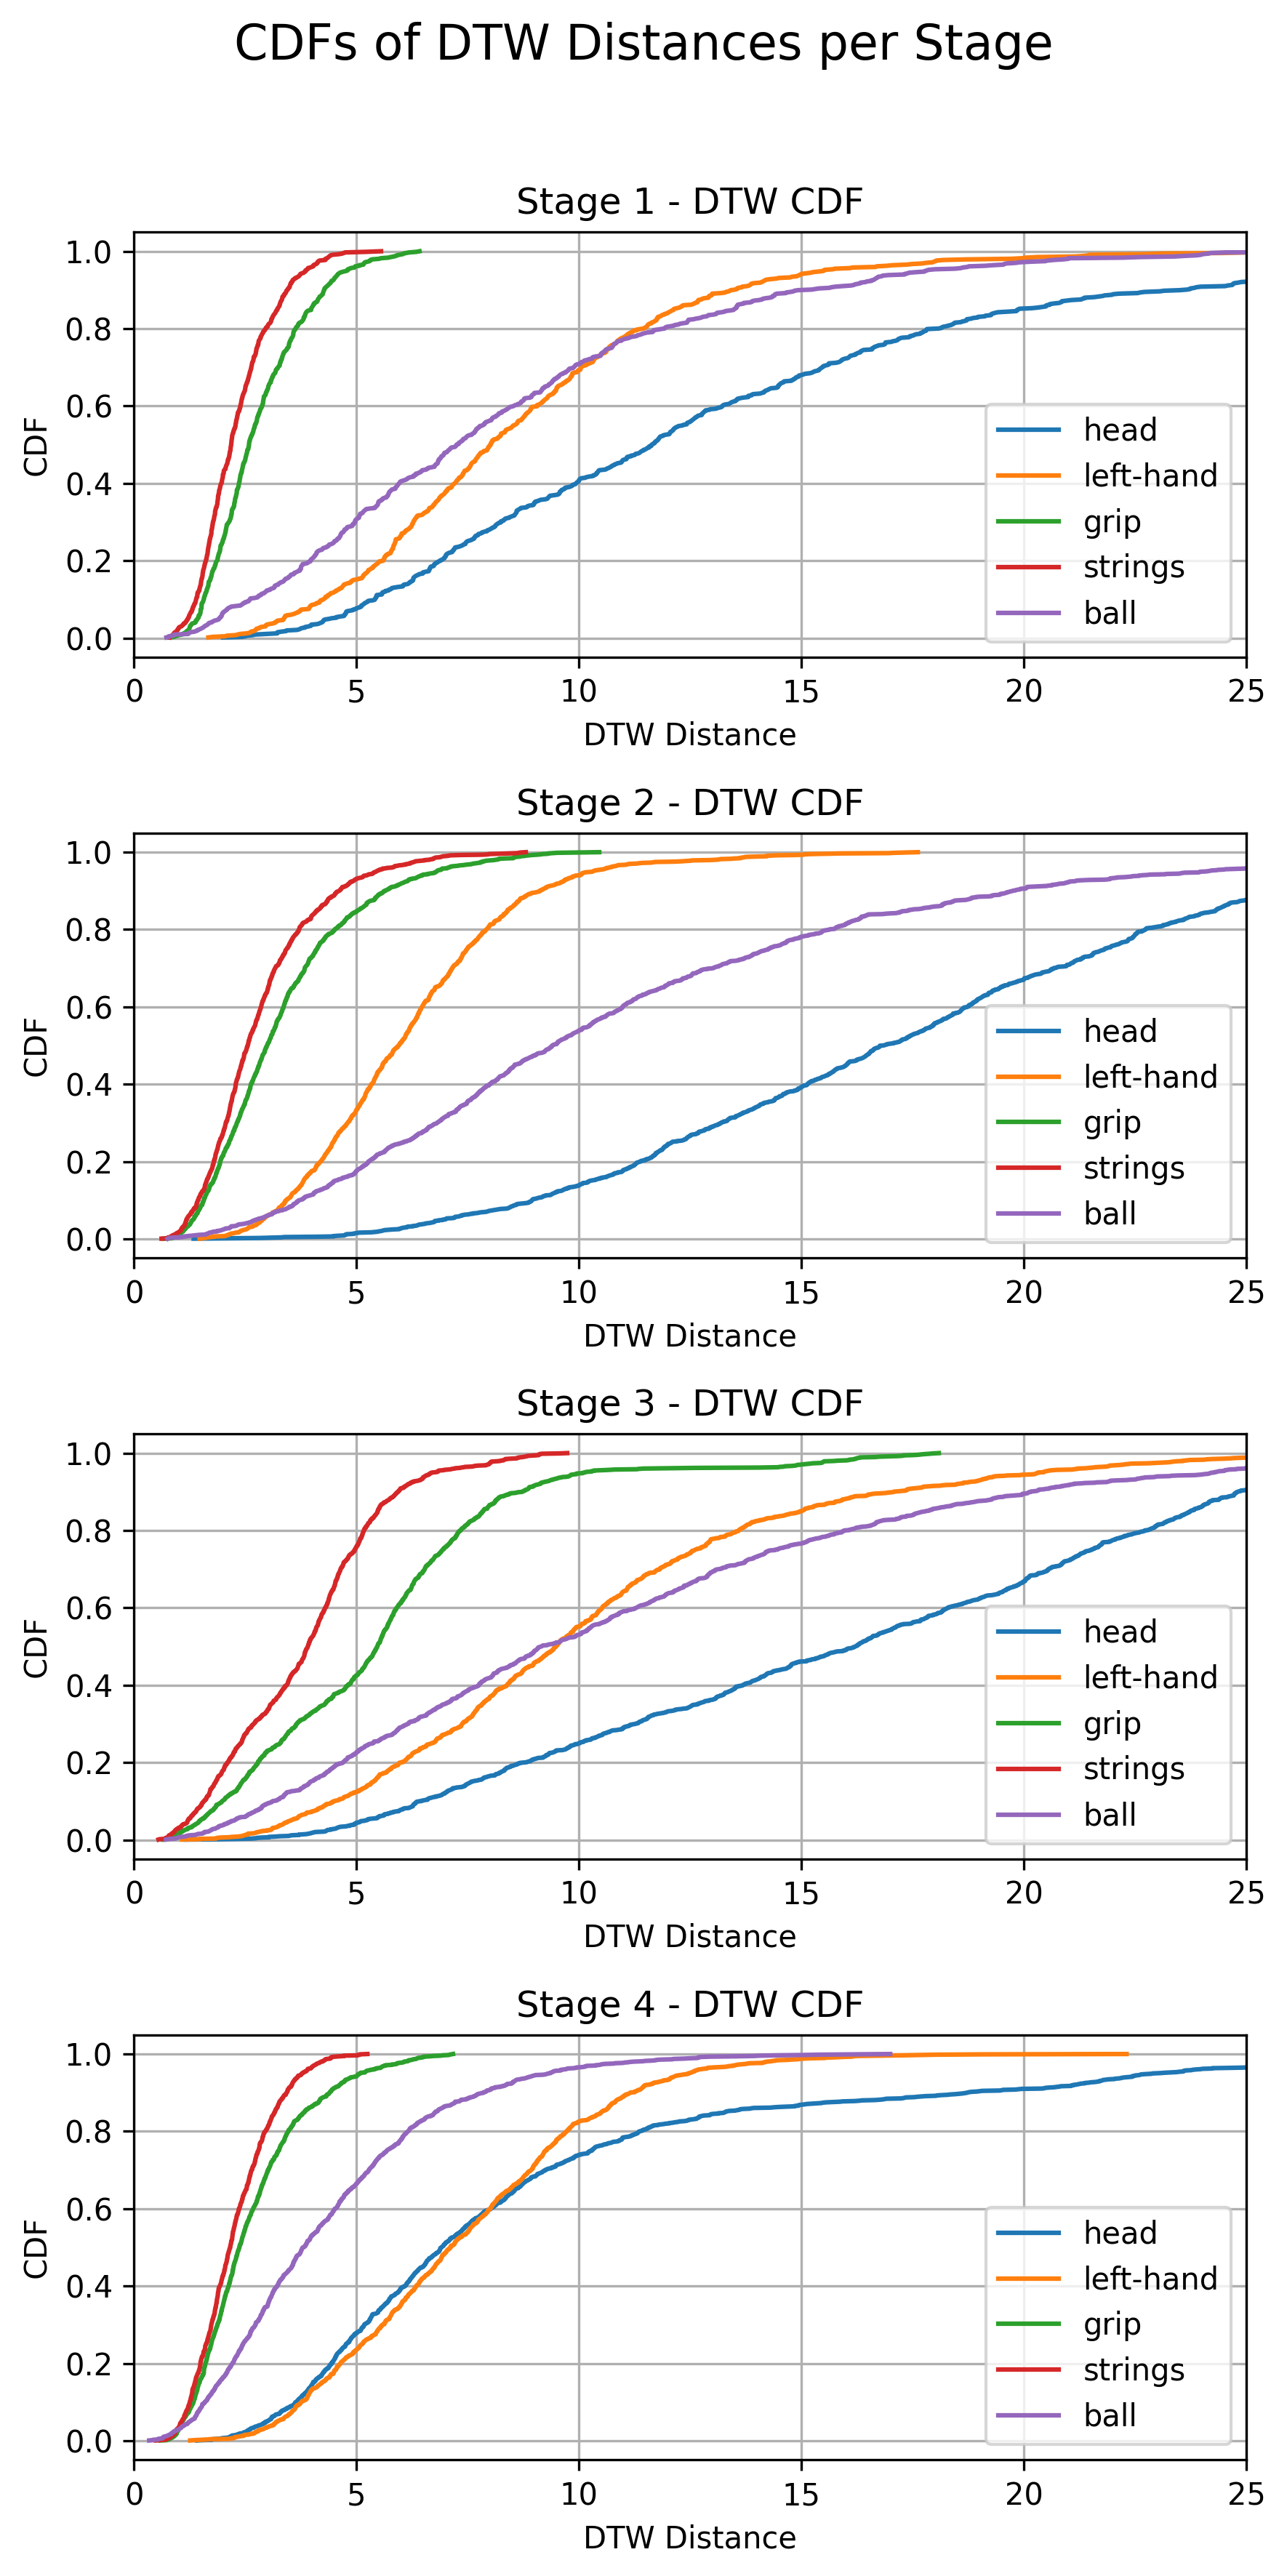 CDFs of DTW Distances per Stage
Stage 1 - DTW CDF
1.0
0.8
0.6
0.4
0.2
0.0
CDF
head
left-hand
grip
strings
ball
0 5 10 15 20 25
DTW Distance
Stage 2 - DTW CDF
1.0
0.8
0.6
0.4
0.2
0.0
CDF
head
left-hand
grip
strings
ball
0 5 10 15 20 25
DTW Distance
Stage 3 - DTW CDF
1.0
0.8
0.6
0.4
0.2
0.0
CDF
head
left-hand
grip
strings
ball
0 5 10 15 20 25
DTW Distance
Stage 4 - DTW CDF
1.0
0.8
0.6
0.4
0.2
0.0
CDF
head
left-hand
grip
strings
ball
0 5 10 15 20 25
DTW Distance